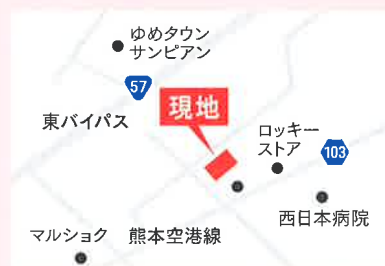 ゆめタウン
サンピアン
57
東バイパス
現地
ロッキー
ストア
103
西日本病院
マルショク
熊本空港線